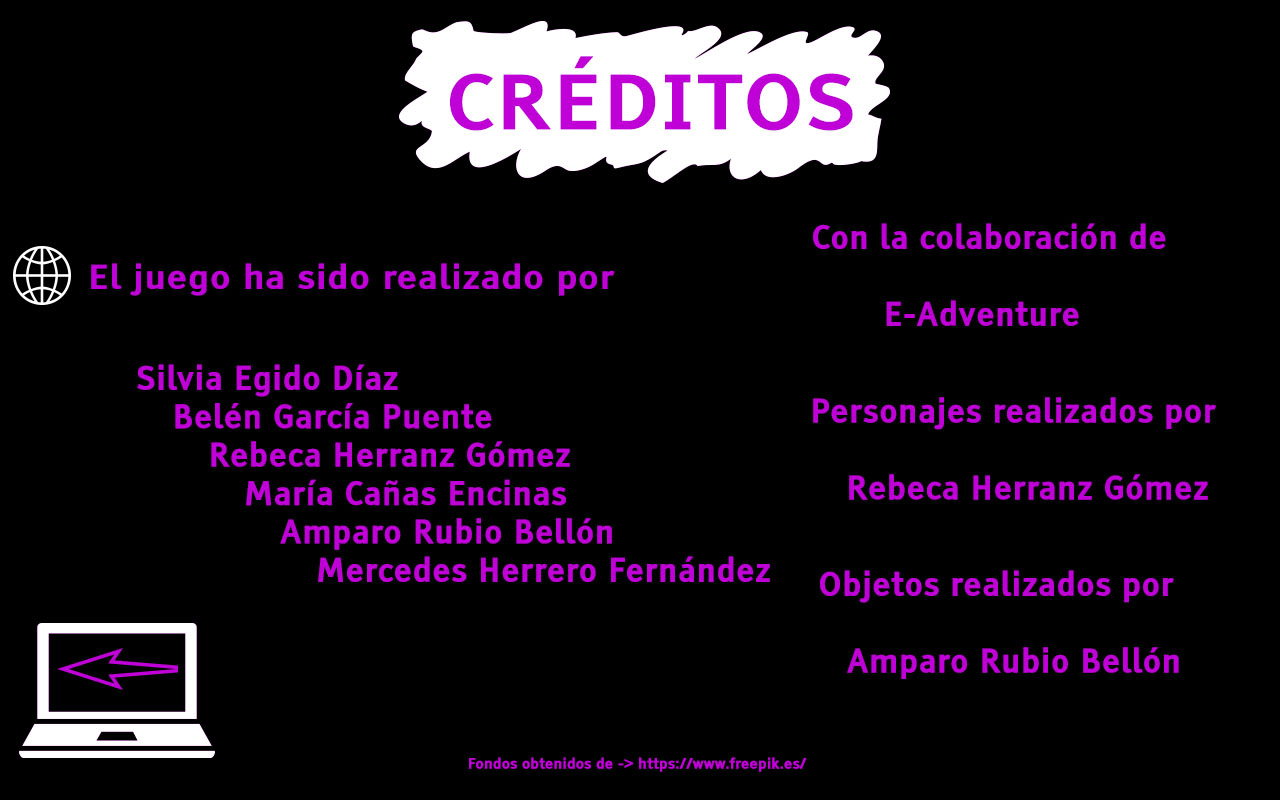 CRÉDITOS
El juego ha sido realizado por
Silvia Egido Díaz
Belén García Puente
Rebeca Herranz Gómez
María Cañas Encinas
Amparo Rubio Bellón
Mercedes Herrero Fernández
Con la colaboración de
E-Adventure
Personajes realizados por
Rebeca Herranz Gómez
Objetos realizados por
Amparo Rubio Bellón
Fondos obtenidos de -> https://www.freepik.es/